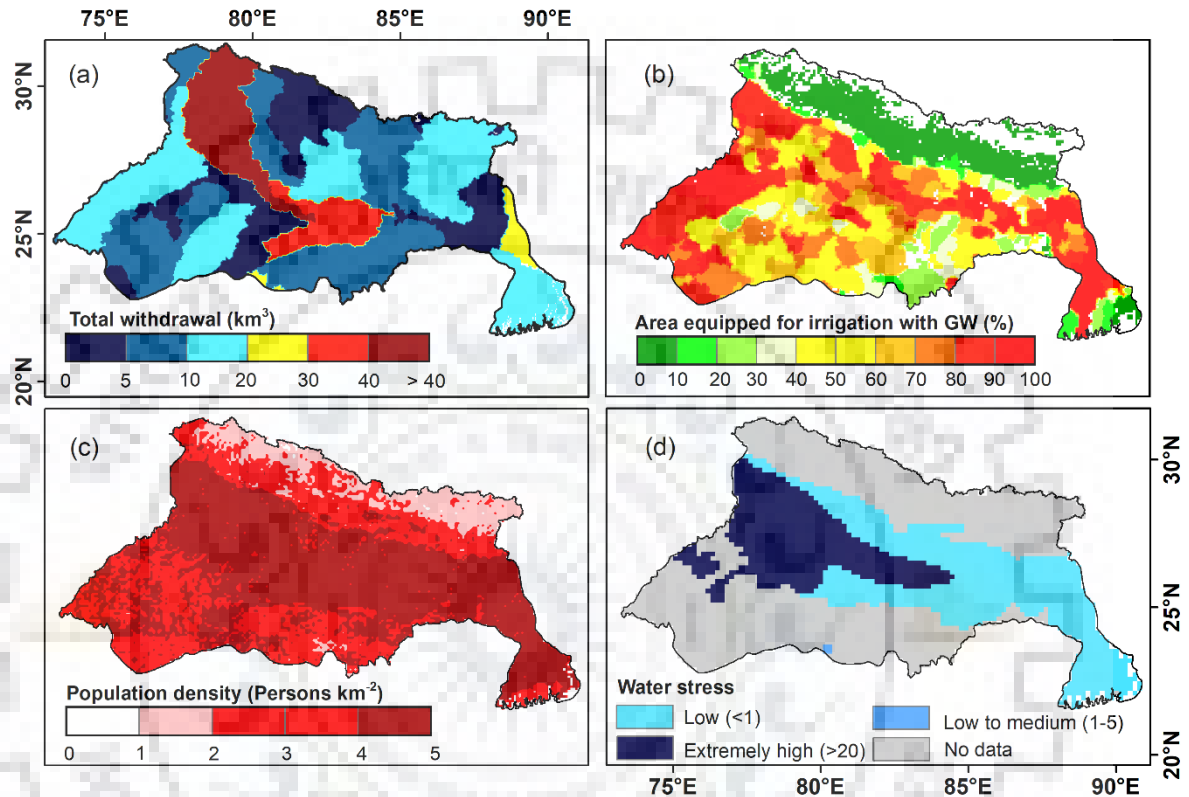 75°E 80°E 85°E 90°E
(a)
(b)
30°N
25°N
20°N
Total withdrawal (km³)
0 5 10 20 30 40 > 40
Area equipped for irrigation with GW (%)
0 10 20 30 40 50 60 70 80 90 100
(c)
(d)
Population density (Persons km⁻²)
0 1 2 3 4 5
Water stress
Low (<1)
Low to medium (1-5)
Extremely high (>20)
No data
30°N
25°N
20°N
75°E 80°E 85°E 90°E